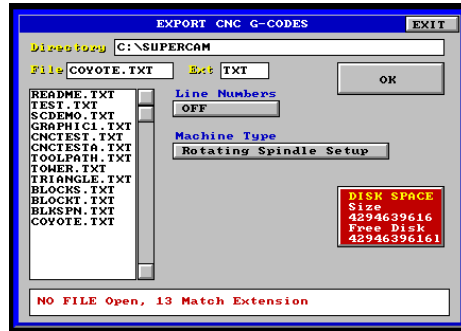 EXPORT CNC G-CODES EXIT
Directory C:\SUPERCAM
File COYOTE.TXT Ext TXT
OK
README.TXT
TEST.TXT
SCDEMO.TXT
GRAPHIC1.TXT
CNCTEST.TXT
CNCTESTA.TXT
TOOLPATH.TXT
TOWER.TXT
TRIANGLE.TXT
BLOCKS.TXT
BLOCKT.TXT
BLKSPN.TXT
COYOTE.TXT
Line Numbers
OFF
Machine Type
Rotating Spindle Setup
DISK SPACE
Size
4294639616
Free Disk
42946396161
NO FILE Open, 13 Match Extension